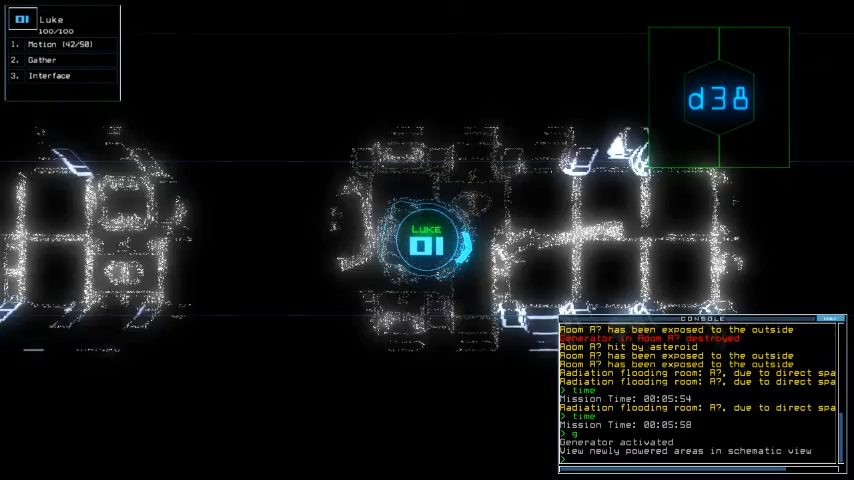 01 Luke
100/100
1. Motion (42/50)
2. Gather
3. Interface
d38
Luke
01
CONSOLE
Room R? has been exposed to the outside
Generator in Room R? destroyed
Room R? hit by asteroid
Room R? has been exposed to the outside
Room R? has been exposed to the outside
Radiation flooding room: R?, due to direct spa
Radiation flooding room: R?, due to direct spa
> time
Mission Time: 00:05:54
Radiation flooding room: R?, due to direct spa
> time
Mission Time: 00:05:58
> g
Generator activated
View newly powered areas in schematic view
>